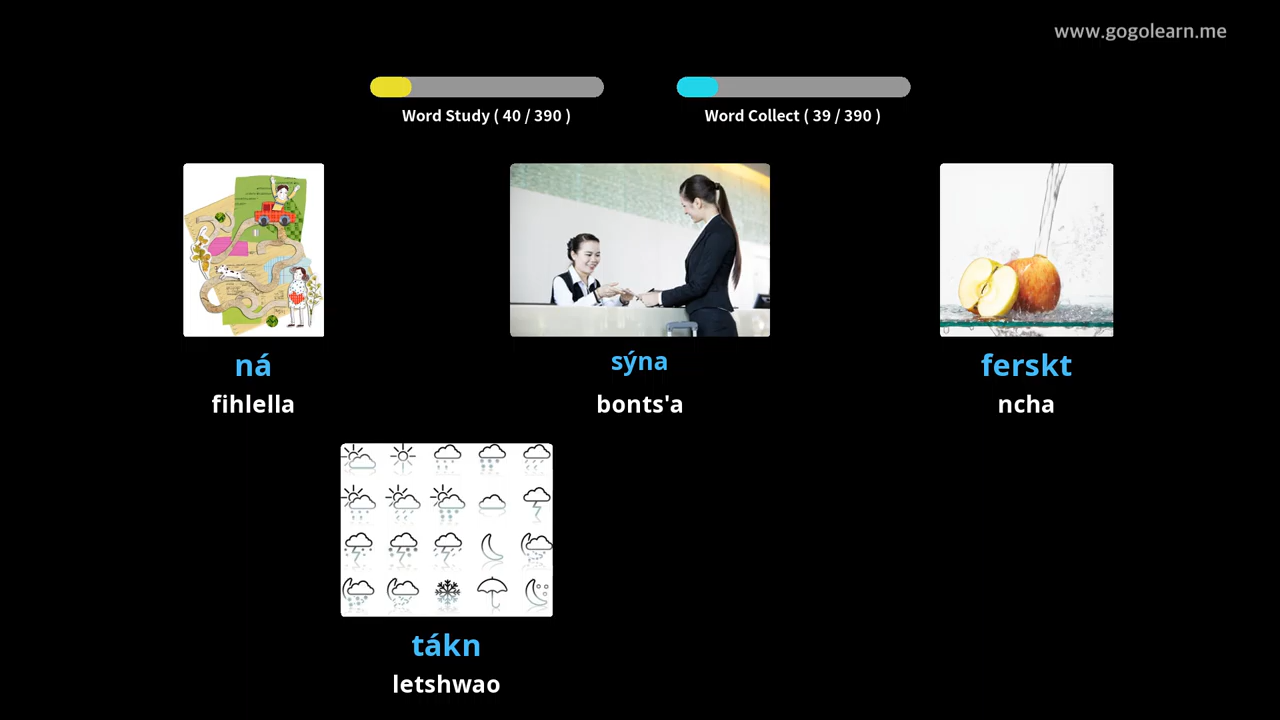 www.gogolearn.me
Word Study ( 40 / 390 )
Word Collect ( 39 / 390 )
ná
fihlella
sýna
bonts'a
ferskt
ncha
tákn
letshwao